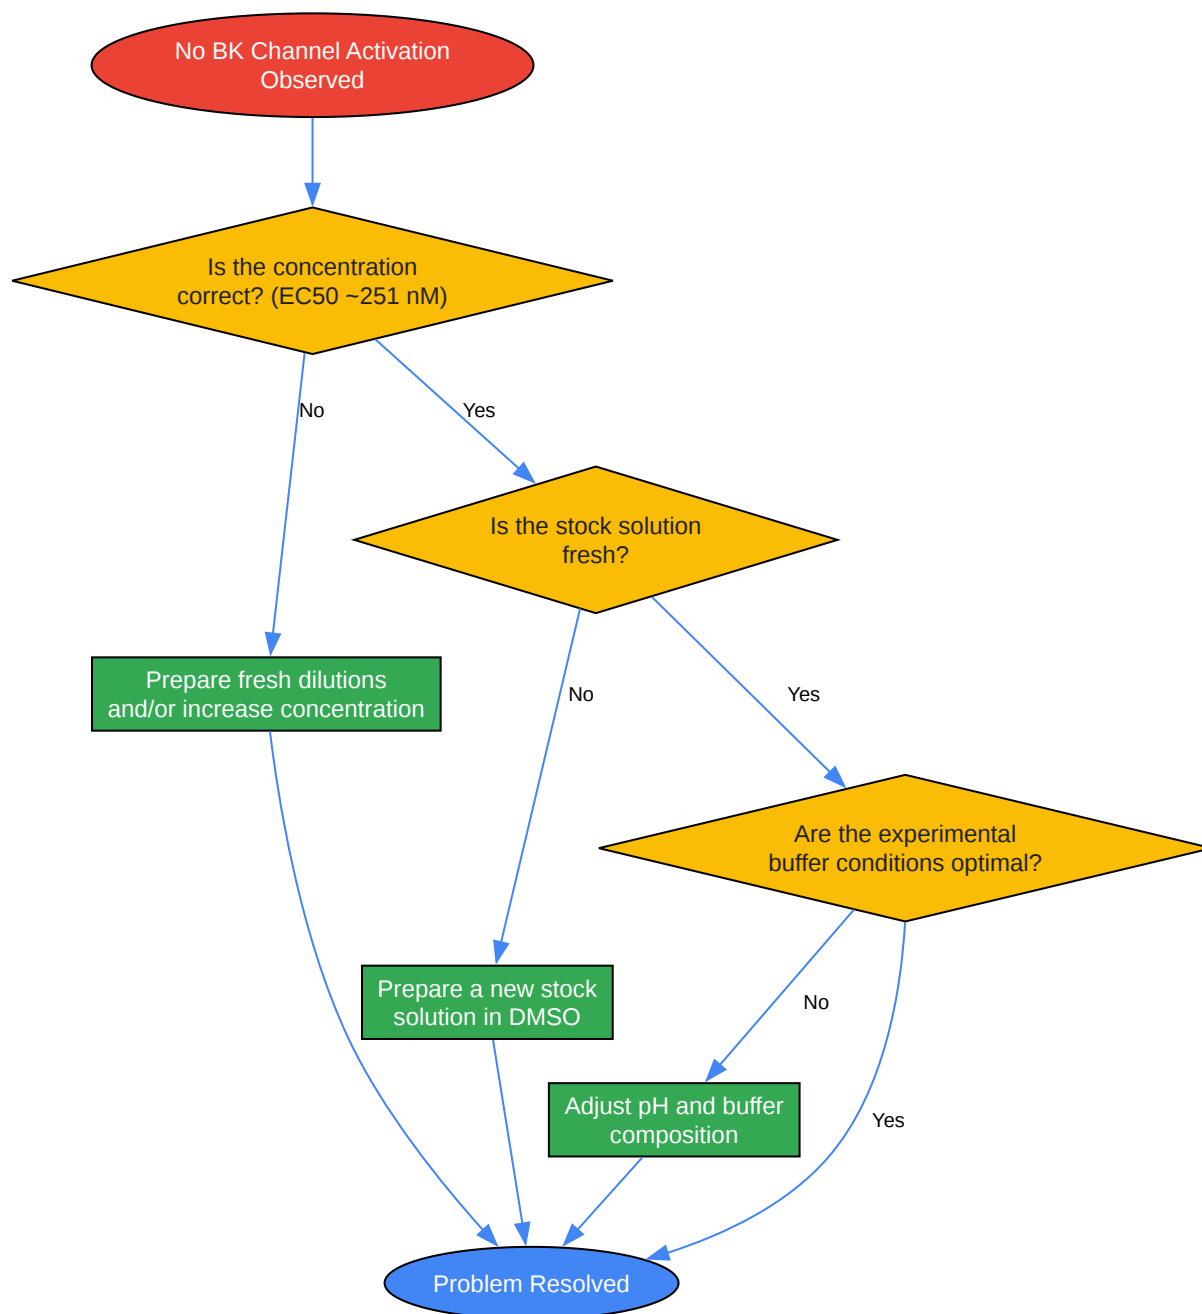 No BK Channel Activation
Observed
Is the concentration
correct? (EC50 ~251 nM)
No
Yes
Is the stock solution
fresh?
Prepare fresh dilutions
and/or increase concentration
No
Yes
Are the experimental
buffer conditions optimal?
Prepare a new stock
solution in DMSO
No
Adjust pH and buffer
composition
Yes
Problem Resolved